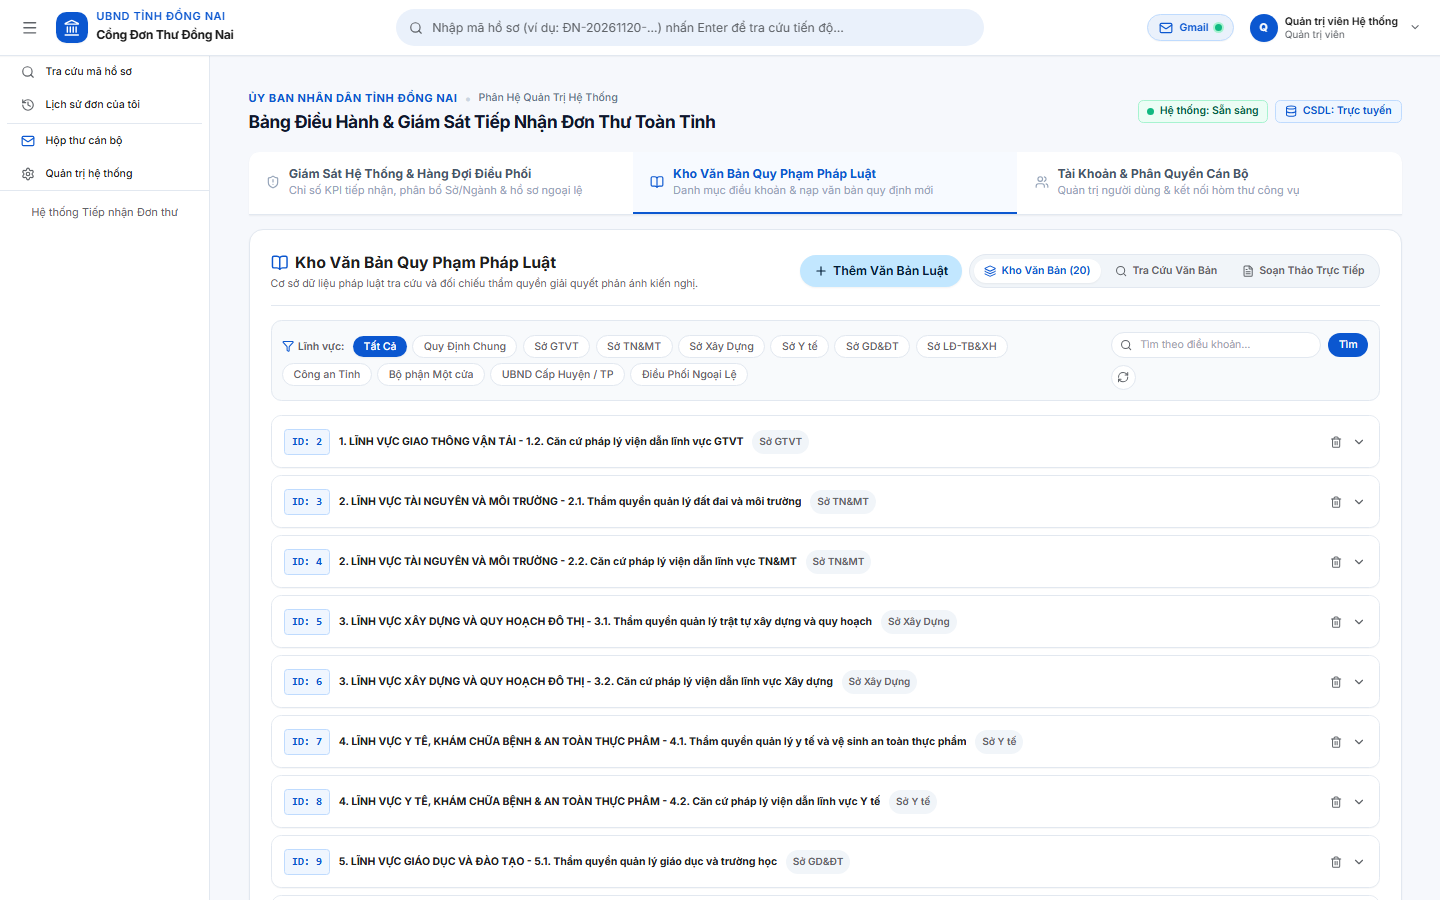 UBND TỈNH ĐỒNG NAI
Cổng Đơn Thư Đồng Nai
Nhập mã hồ sơ (ví dụ: ĐN-20261120-...) nhấn Enter để tra cứu tiến độ...
Gmail
Q
Quản trị viên Hệ thống
Quản trị viên
Tra cứu mã hồ sơ
Lịch sử đơn của tôi
Hộp thư cán bộ
Quản trị hệ thống
Hệ thống Tiếp nhận Đơn thư
ỦY BAN NHÂN DÂN TỈNH ĐỒNG NAI
Phân Hệ Quản Trị Hệ Thống
Bảng Điều Hành & Giám Sát Tiếp Nhận Đơn Thư Toàn Tỉnh
Hệ thống: Sẵn sàng
CSDL: Trực tuyến
Giám Sát Hệ Thống & Hàng Đợi Điều Phối
Chỉ số KPI tiếp nhận, phân bổ Sở/Ngành & hồ sơ ngoại lệ
Kho Văn Bản Quy Phạm Pháp Luật
Danh mục điều khoản & nạp văn bản quy định mới
Tài Khoản & Phân Quyền Cán Bộ
Quản trị người dùng & kết nối hòm thư công vụ
Kho Văn Bản Quy Phạm Pháp Luật
Cơ sở dữ liệu pháp luật tra cứu và đối chiếu thẩm quyền giải quyết phản ánh kiến nghị.
Thêm Văn Bản Luật
Kho Văn Bản (20)
Tra Cứu Văn Bản
Soạn Thảo Trực Tiếp
Lĩnh vực:
Tất Cả
Quy Định Chung
Sở GTVT
Sở TN&MT
Sở Xây Dựng
Sở Y tế
Sở GD&ĐT
Sở LĐ-TB&XH
Công an Tỉnh
Bộ phận Một cửa
UBND Cấp Huyện / TP
Điều Phối Ngoại Lệ
Tìm theo điều khoản...
Tìm
ID: 2 1. LĨNH VỰC GIAO THÔNG VẬN TẢI - 1.2. Căn cứ pháp lý viện dẫn lĩnh vực GTVT Sở GTVT
ID: 3 2. LĨNH VỰC TÀI NGUYÊN VÀ MÔI TRƯỜNG - 2.1. Thẩm quyền quản lý đất đai và môi trường Sở TN&MT
ID: 4 2. LĨNH VỰC TÀI NGUYÊN VÀ MÔI TRƯỜNG - 2.2. Căn cứ pháp lý viện dẫn lĩnh vực TN&MT Sở TN&MT
ID: 5 3. LĨNH VỰC XÂY DỰNG VÀ QUY HOẠCH ĐÔ THỊ - 3.1. Thẩm quyền quản lý trật tự xây dựng và quy hoạch Sở Xây Dựng
ID: 6 3. LĨNH VỰC XÂY DỰNG VÀ QUY HOẠCH ĐÔ THỊ - 3.2. Căn cứ pháp lý viện dẫn lĩnh vực Xây dựng Sở Xây Dựng
ID: 7 4. LĨNH VỰC Y TẾ, KHÁM CHỮA BỆNH & AN TOÀN THỰC PHẨM - 4.1. Thẩm quyền quản lý y tế và vệ sinh an toàn thực phẩm Sở Y tế
ID: 8 4. LĨNH VỰC Y TẾ, KHÁM CHỮA BỆNH & AN TOÀN THỰC PHẨM - 4.2. Căn cứ pháp lý viện dẫn lĩnh vực Y tế Sở Y tế
ID: 9 5. LĨNH VỰC GIÁO DỤC VÀ ĐÀO TẠO - 5.1. Thẩm quyền quản lý giáo dục và trường học Sở GD&ĐT